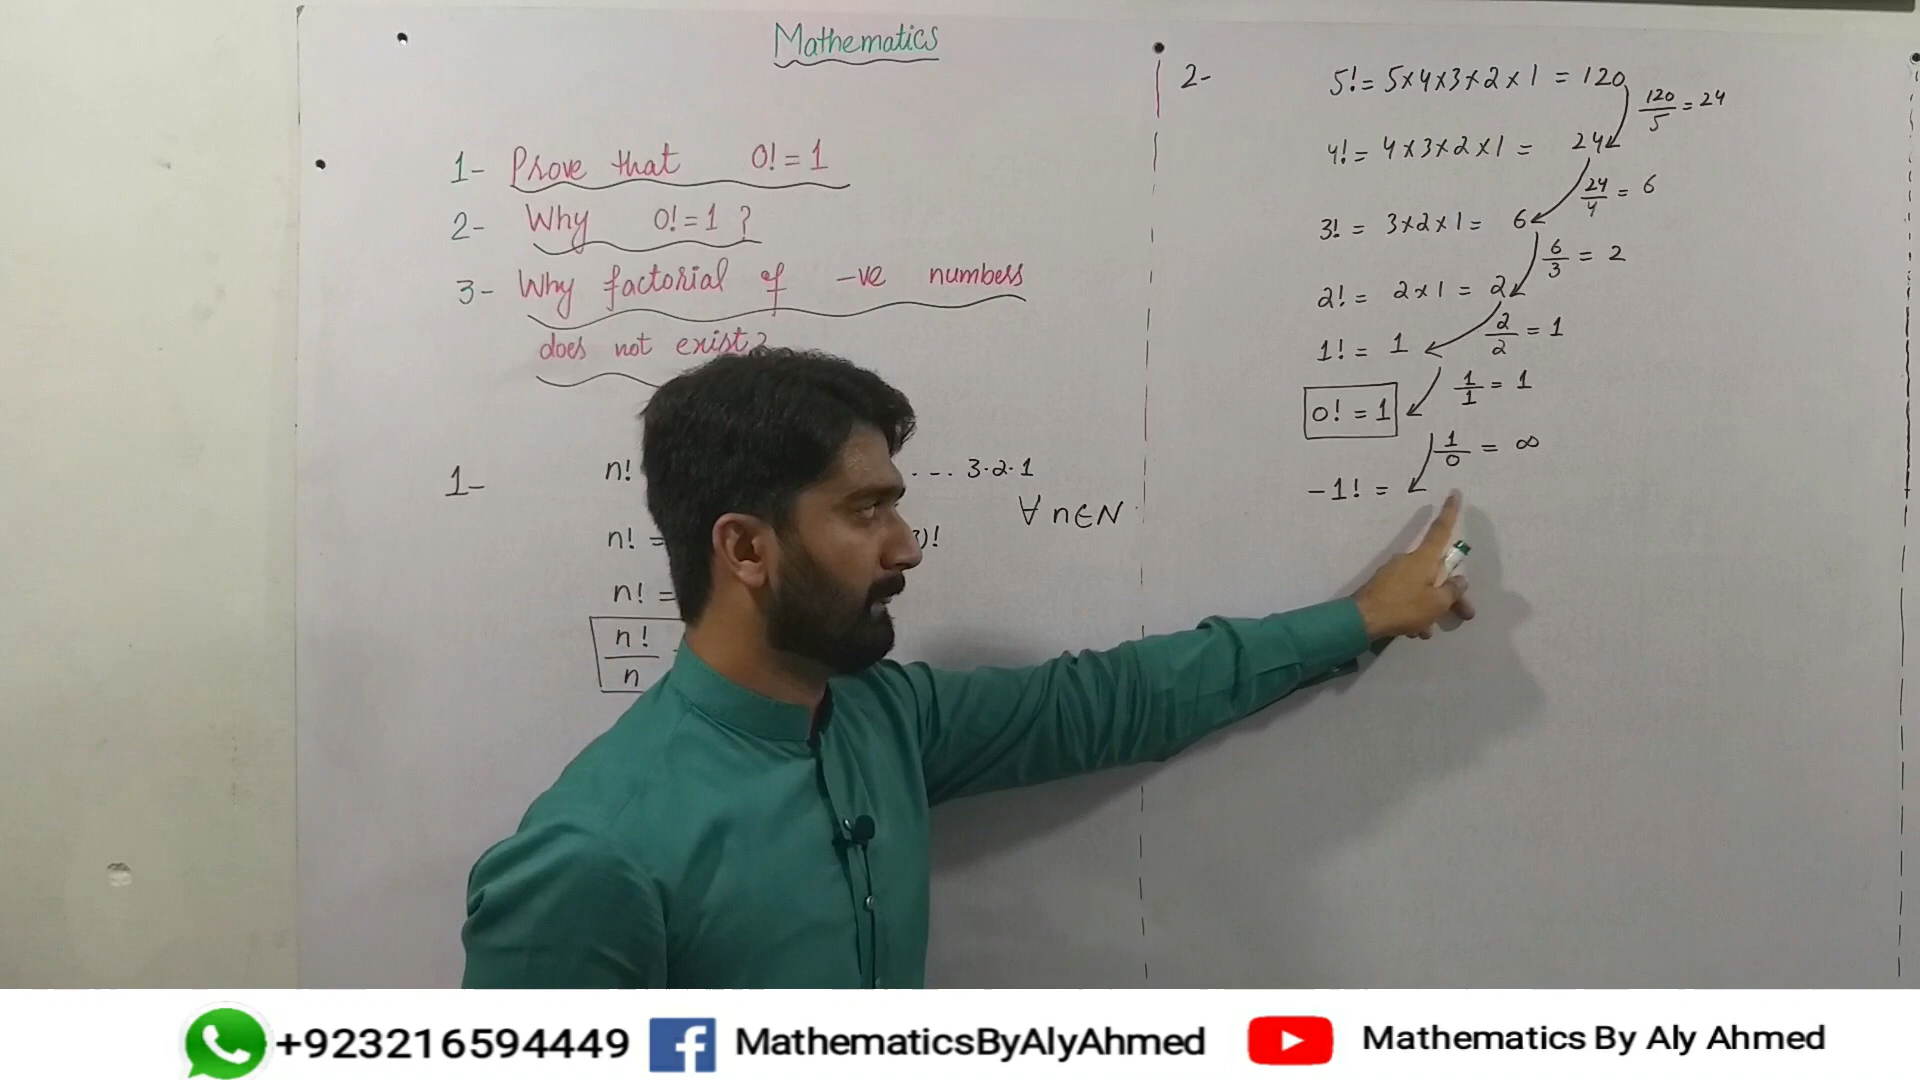 Mathematics
1- Prove that 0! = 1
2- Why 0! = 1 ?
3- Why factorial of -ve numbers
does not exist?
1- n! . - - . 3·2·1
∀ n∈N
n! = )!
n! =
n!
n
2- 5! = 5×4×3×2×1 = 120
120/5 = 24
4! = 4×3×2×1 = 24
24/4 = 6
3! = 3×2×1 = 6
6/3 = 2
2! = 2×1 = 2
2/2 = 1
1! = 1
1/1 = 1
0! = 1
1/0 = ∞
-1! =
+923216594449 MathematicsByAlyAhmed Mathematics By Aly Ahmed